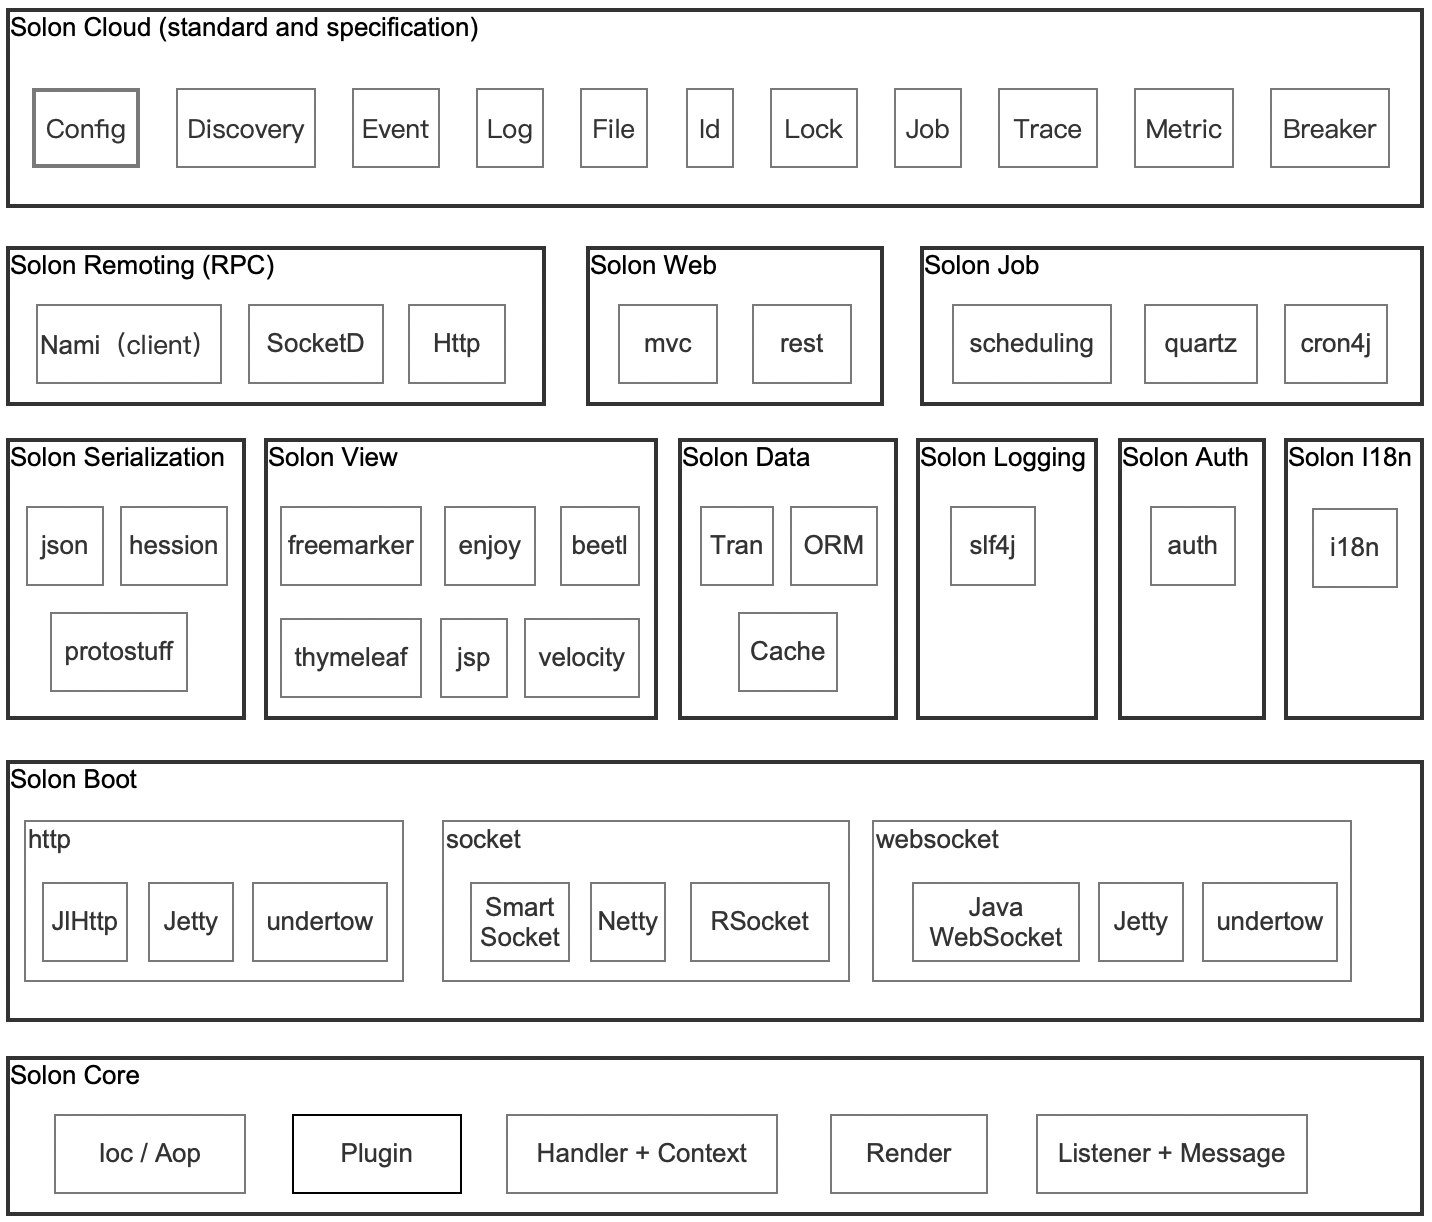 Solon Cloud (standard and specification)
Config
Discovery
Event
Log
File
Id
Lock
Job
Trace
Metric
Breaker
Solon Remoting (RPC)
Nami（client）
SocketD
Http
Solon Web
mvc
rest
Solon Job
scheduling
quartz
cron4j
Solon Serialization
json
hession
protostuff
Solon View
freemarker
enjoy
beetl
thymeleaf
jsp
velocity
Solon Data
Tran
ORM
Cache
Solon Logging
slf4j
Solon Auth
auth
Solon I18n
i18n
Solon Boot
http
JlHttp
Jetty
undertow
socket
Smart
Socket
Netty
RSocket
websocket
Java
WebSocket
Jetty
undertow
Solon Core
Ioc / Aop
Plugin
Handler + Context
Render
Listener + Message